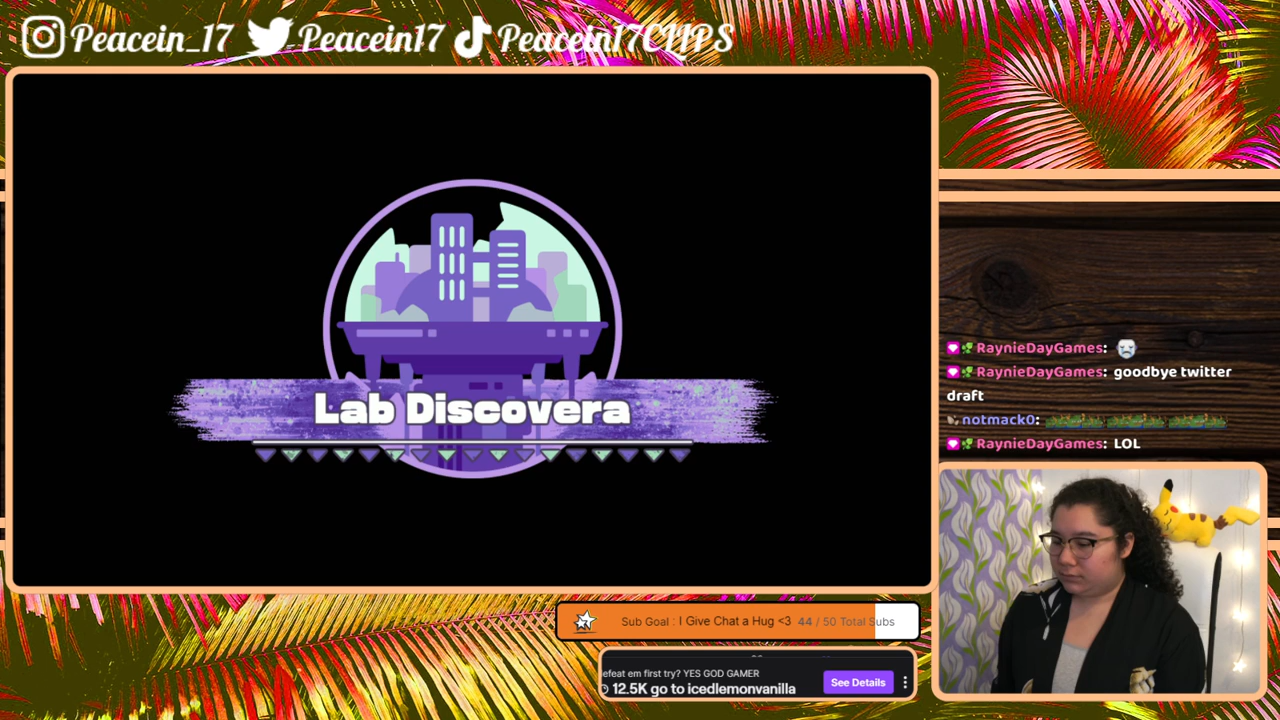 Peacein_17 Peacein17 Peacein17ClIPS
Lab Discovera
RaynieDayGames:
RaynieDayGames: goodbye twitter
draft
notmack0:
RaynieDayGames: LOL
Sub Goal : I Give Chat a Hug <3 44 / 50 Total Subs
efeat em first try? YES GOD GAMER
12.5K go to icedlemonvanilla
See Details